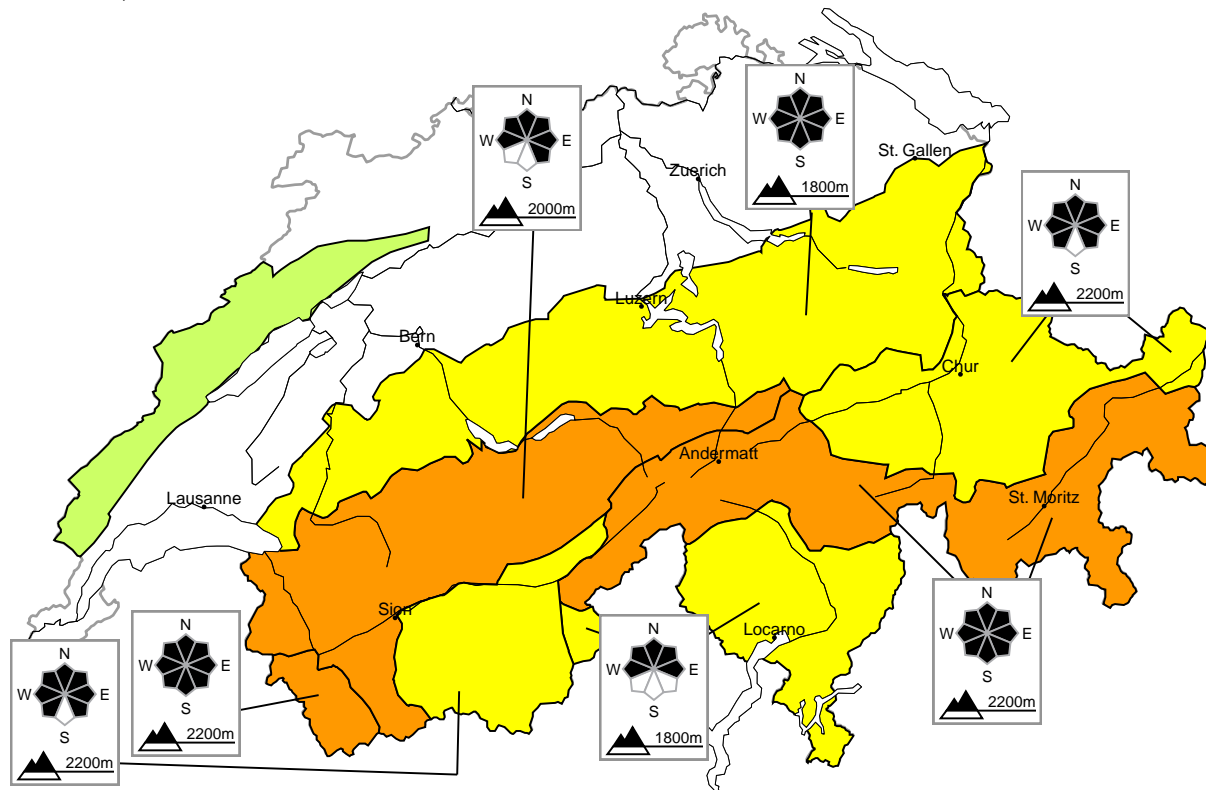 N
W E
S
2000m
N
W E
S
1800m
N
W E
S
2200m
St. Gallen
Zuerich
Luzern
Bern
Chur
Andermatt
Lausanne
St. Moritz
Sion
Locarno
N
W E
S
2200m
N
W E
S
2200m
N
W E
S
1800m
N
W E
S
2200m